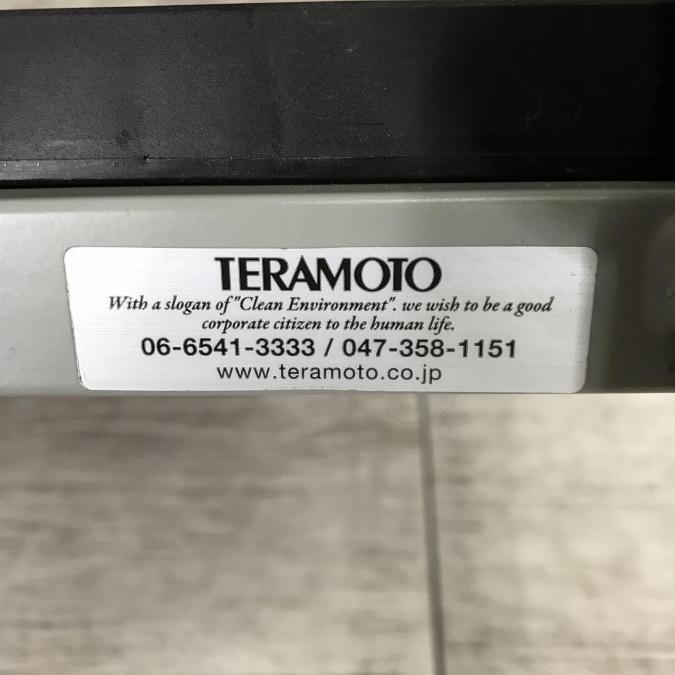 TERAMOTO
With a slogan of "Clean Environment". we wish to be a good
corporate citizen to the human life.
06-6541-3333 / 047-358-1151
www.teramoto.co.jp